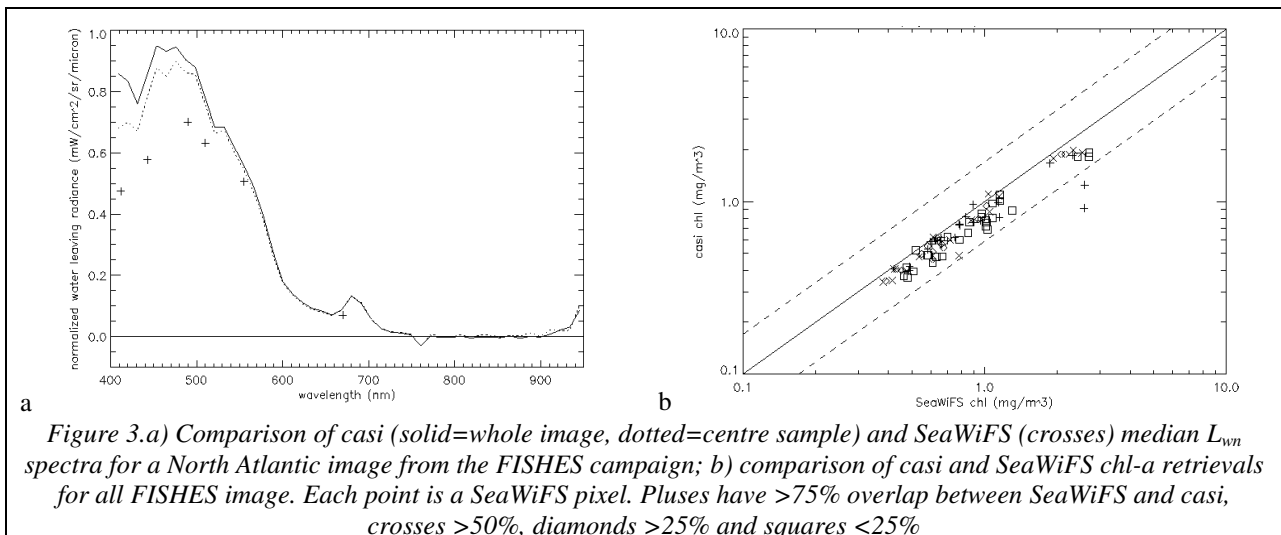 1.0
0.8
0.6
0.4
0.2
0.0
normalized water leaving radiance (mW/cm^2/sr/micron)
400 500 600 700 800 900
wavelength (nm)
a
10.0
1.0
0.1
casi chl (mg/m^3)
0.1 1.0 10.0
SeaWiFS chl (mg/m^3)
b
Figure 3.a) Comparison of casi (solid=whole image, dotted=centre sample) and SeaWiFS (crosses) median Lwn
spectra for a North Atlantic image from the FISHES campaign; b) comparison of casi and SeaWiFS chl-a retrievals
for all FISHES image. Each point is a SeaWiFS pixel. Pluses have >75% overlap between SeaWiFS and casi,
crosses >50%, diamonds >25% and squares <25%